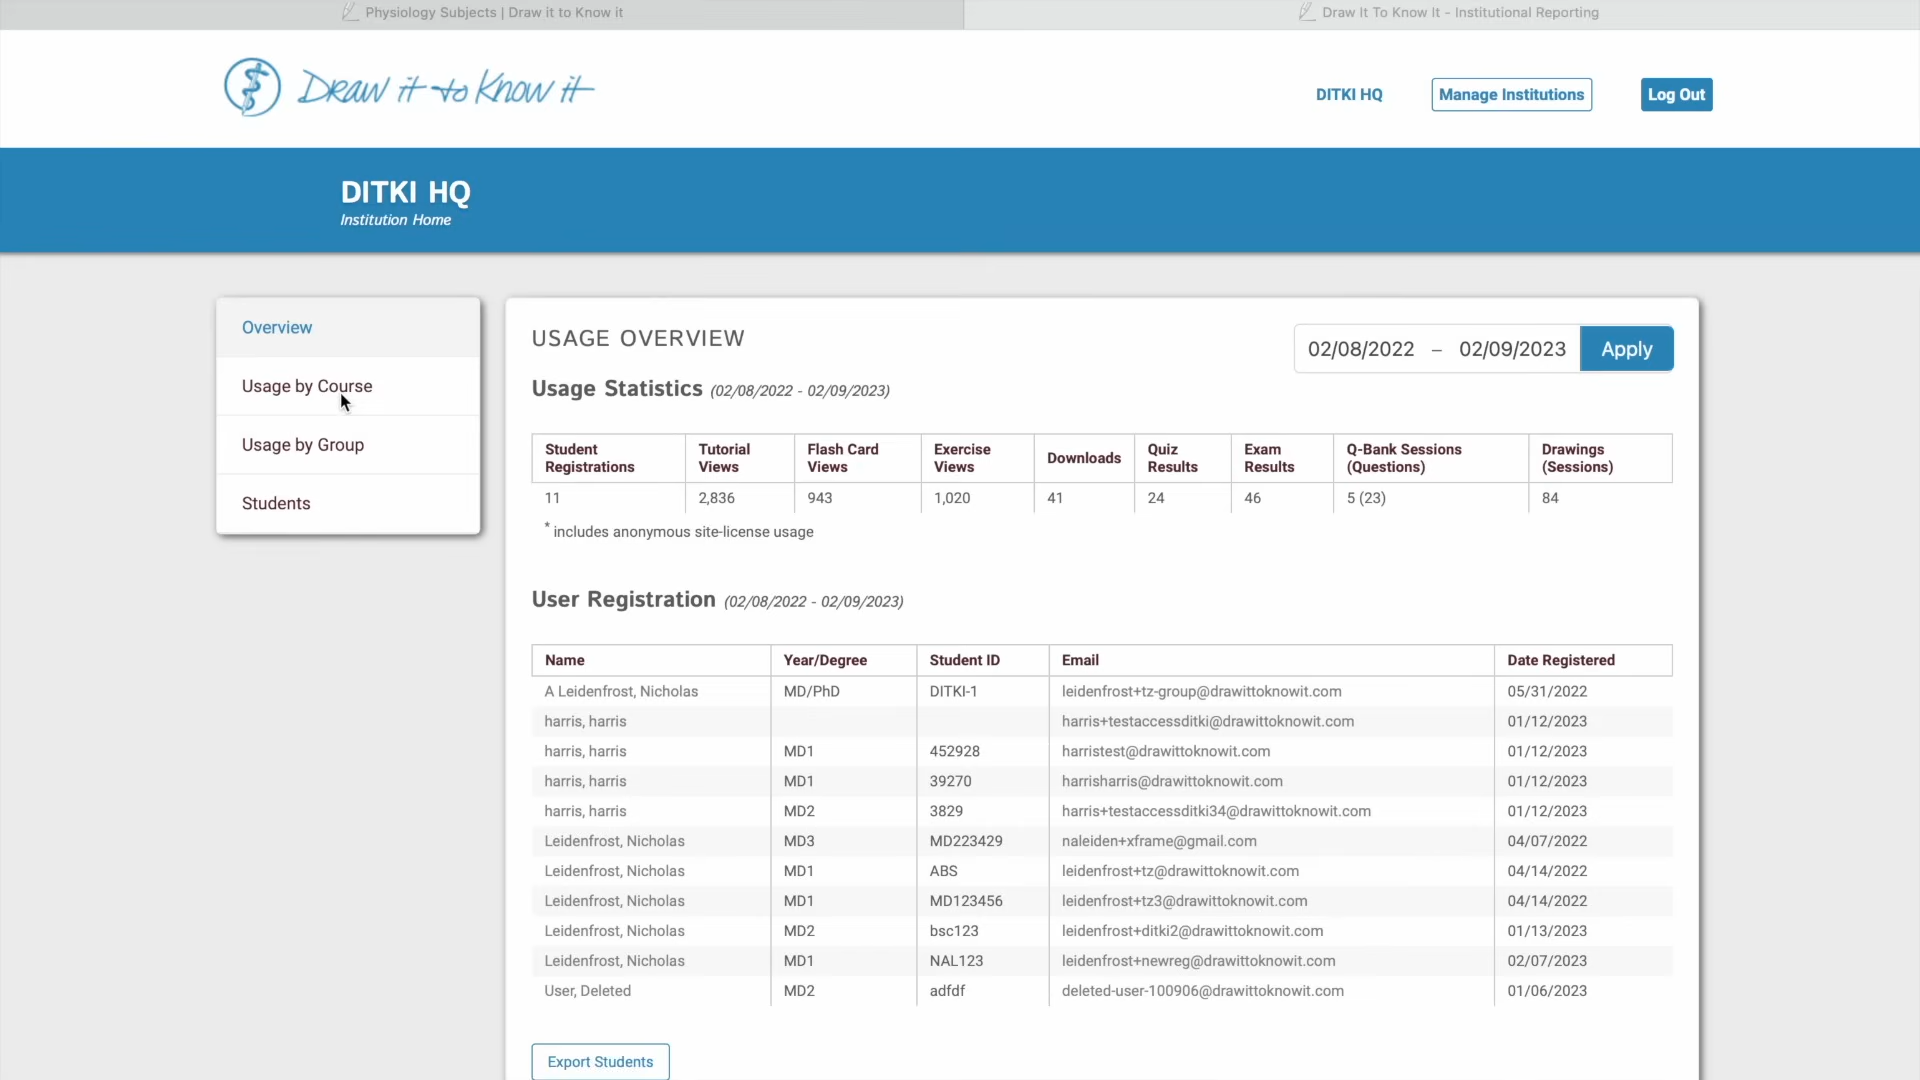 Physiology Subjects | Draw it to Know it
Draw It To Know It - Institutional Reporting
Draw it to Know it
DITKI HQ
Manage Institutions
Log Out
DITKI HQ
Institution Home
Overview
Usage by Course
Usage by Group
Students
USAGE OVERVIEW
02/08/2022 – 02/09/2023
Apply
Usage Statistics (02/08/2022 - 02/09/2023)
Student Registrations Tutorial Views Flash Card Views Exercise Views Downloads Quiz Results Exam Results Q-Bank Sessions (Questions) Drawings (Sessions)
11 2,836 943 1,020 41 24 46 5 (23) 84
* includes anonymous site-license usage
User Registration (02/08/2022 - 02/09/2023)
Name Year/Degree Student ID Email Date Registered
A Leidenfrost, Nicholas MD/PhD DITKI-1 leidenfrost+tz-group@drawittoknowit.com 05/31/2022
harris, harris harris+testaccessditki@drawittoknowit.com 01/12/2023
harris, harris MD1 452928 harristest@drawittoknowit.com 01/12/2023
harris, harris MD1 39270 harrisharris@drawittoknowit.com 01/12/2023
harris, harris MD2 3829 harris+testaccessditki34@drawittoknowit.com 01/12/2023
Leidenfrost, Nicholas MD3 MD223429 naleiden+xframe@gmail.com 04/07/2022
Leidenfrost, Nicholas MD1 ABS leidenfrost+tz@drawittoknowit.com 04/14/2022
Leidenfrost, Nicholas MD1 MD123456 leidenfrost+tz3@drawittoknowit.com 04/14/2022
Leidenfrost, Nicholas MD2 bsc123 leidenfrost+ditki2@drawittoknowit.com 01/13/2023
Leidenfrost, Nicholas MD1 NAL123 leidenfrost+newreg@drawittoknowit.com 02/07/2023
User, Deleted MD2 adfdf deleted-user-100906@drawittoknowit.com 01/06/2023
Export Students